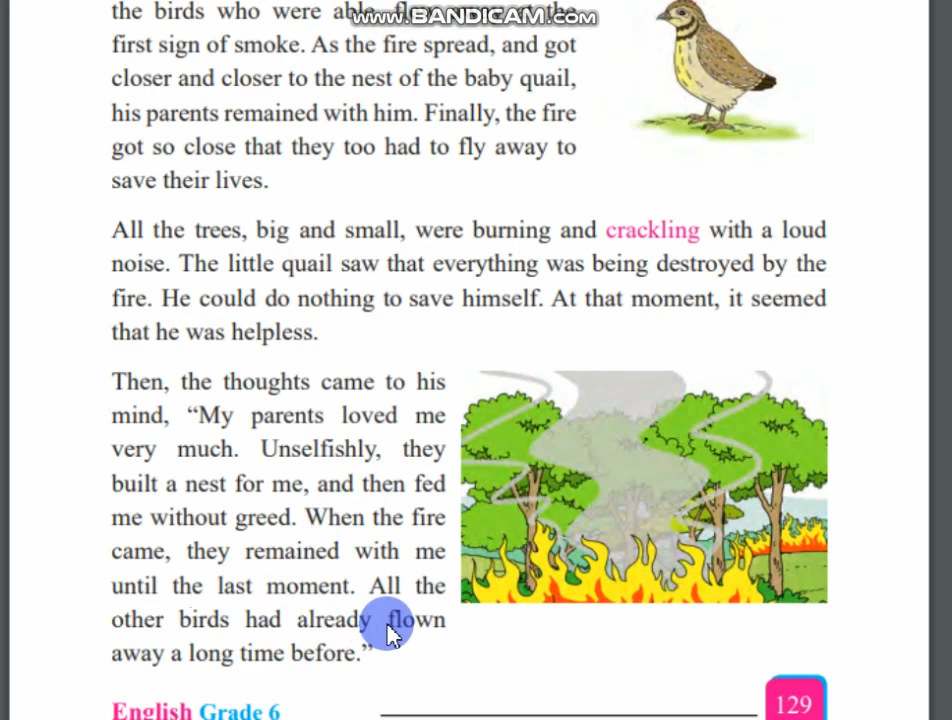 www.BANDICAM.com
the birds who were able, flew away at the
first sign of smoke. As the fire spread, and got
closer and closer to the nest of the baby quail,
his parents remained with him. Finally, the fire
got so close that they too had to fly away to
save their lives.
All the trees, big and small, were burning and crackling with a loud
noise. The little quail saw that everything was being destroyed by the
fire. He could do nothing to save himself. At that moment, it seemed
that he was helpless.
Then, the thoughts came to his
mind, “My parents loved me
very much. Unselfishly, they
built a nest for me, and then fed
me without greed. When the fire
came, they remained with me
until the last moment. All the
other birds had already flown
away a long time before.”
English Grade 6
129